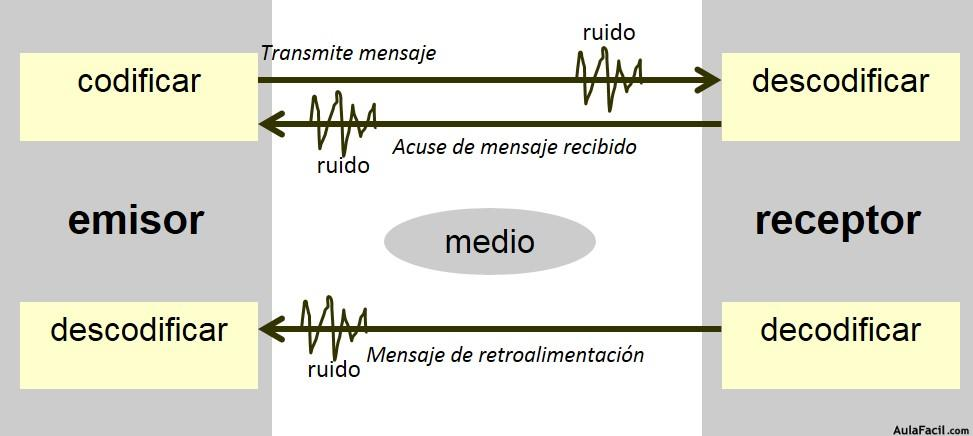 ruido
Transmite mensaje
codificar
descodificar
ruido
Acuse de mensaje recibido
emisor
medio
receptor
descodificar
decodificar
Mensaje de retroalimentación
ruido
AulaFacil.com